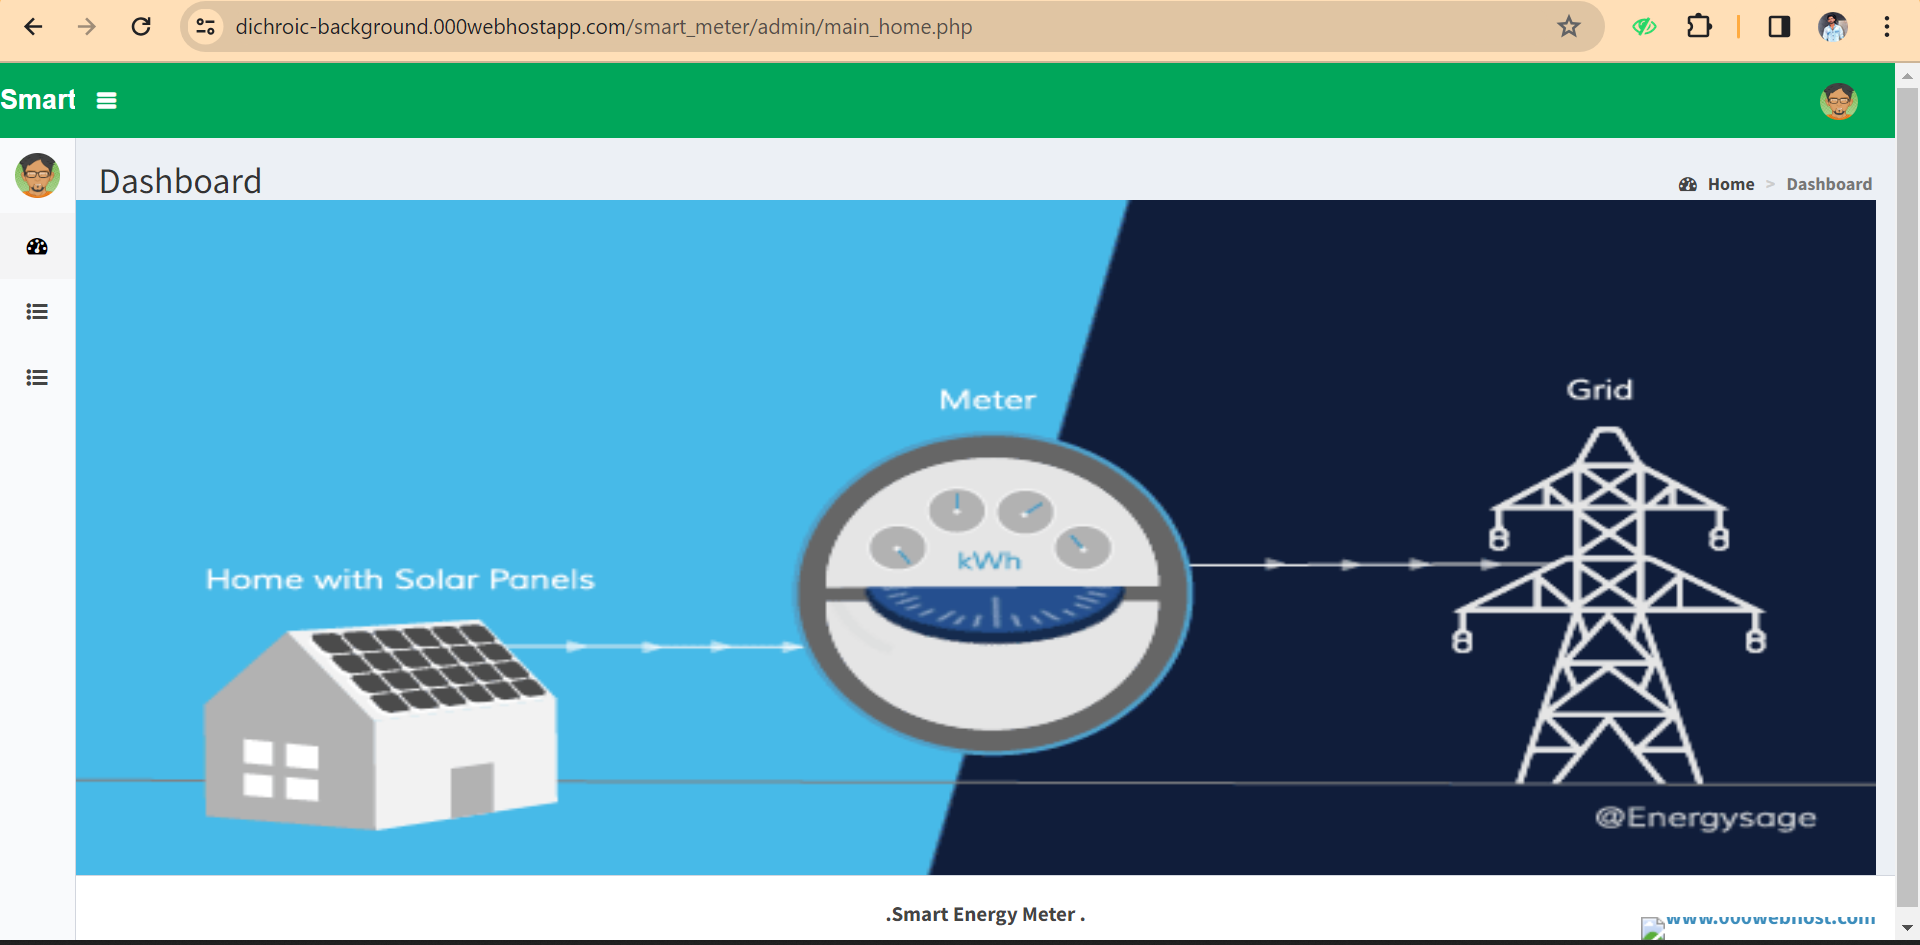 dichroic-background.000webhostapp.com/smart_meter/admin/main_home.php
Smart
Dashboard
Home > Dashboard
Meter
Grid
kWh
Home with Solar Panels
@Energysage
.Smart Energy Meter .
www.000webhost.com